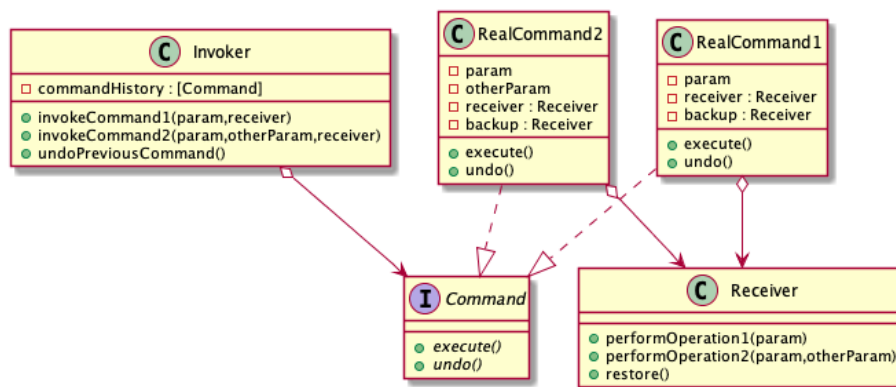 C Invoker
commandHistory : [Command]
invokeCommand1(param,receiver)
invokeCommand2(param,otherParam,receiver)
undoPreviousCommand()
C RealCommand2
param
otherParam
receiver : Receiver
backup : Receiver
execute()
undo()
C RealCommand1
param
receiver : Receiver
backup : Receiver
execute()
undo()
I Command
execute()
undo()
C Receiver
performOperation1(param)
performOperation2(param,otherParam)
restore()